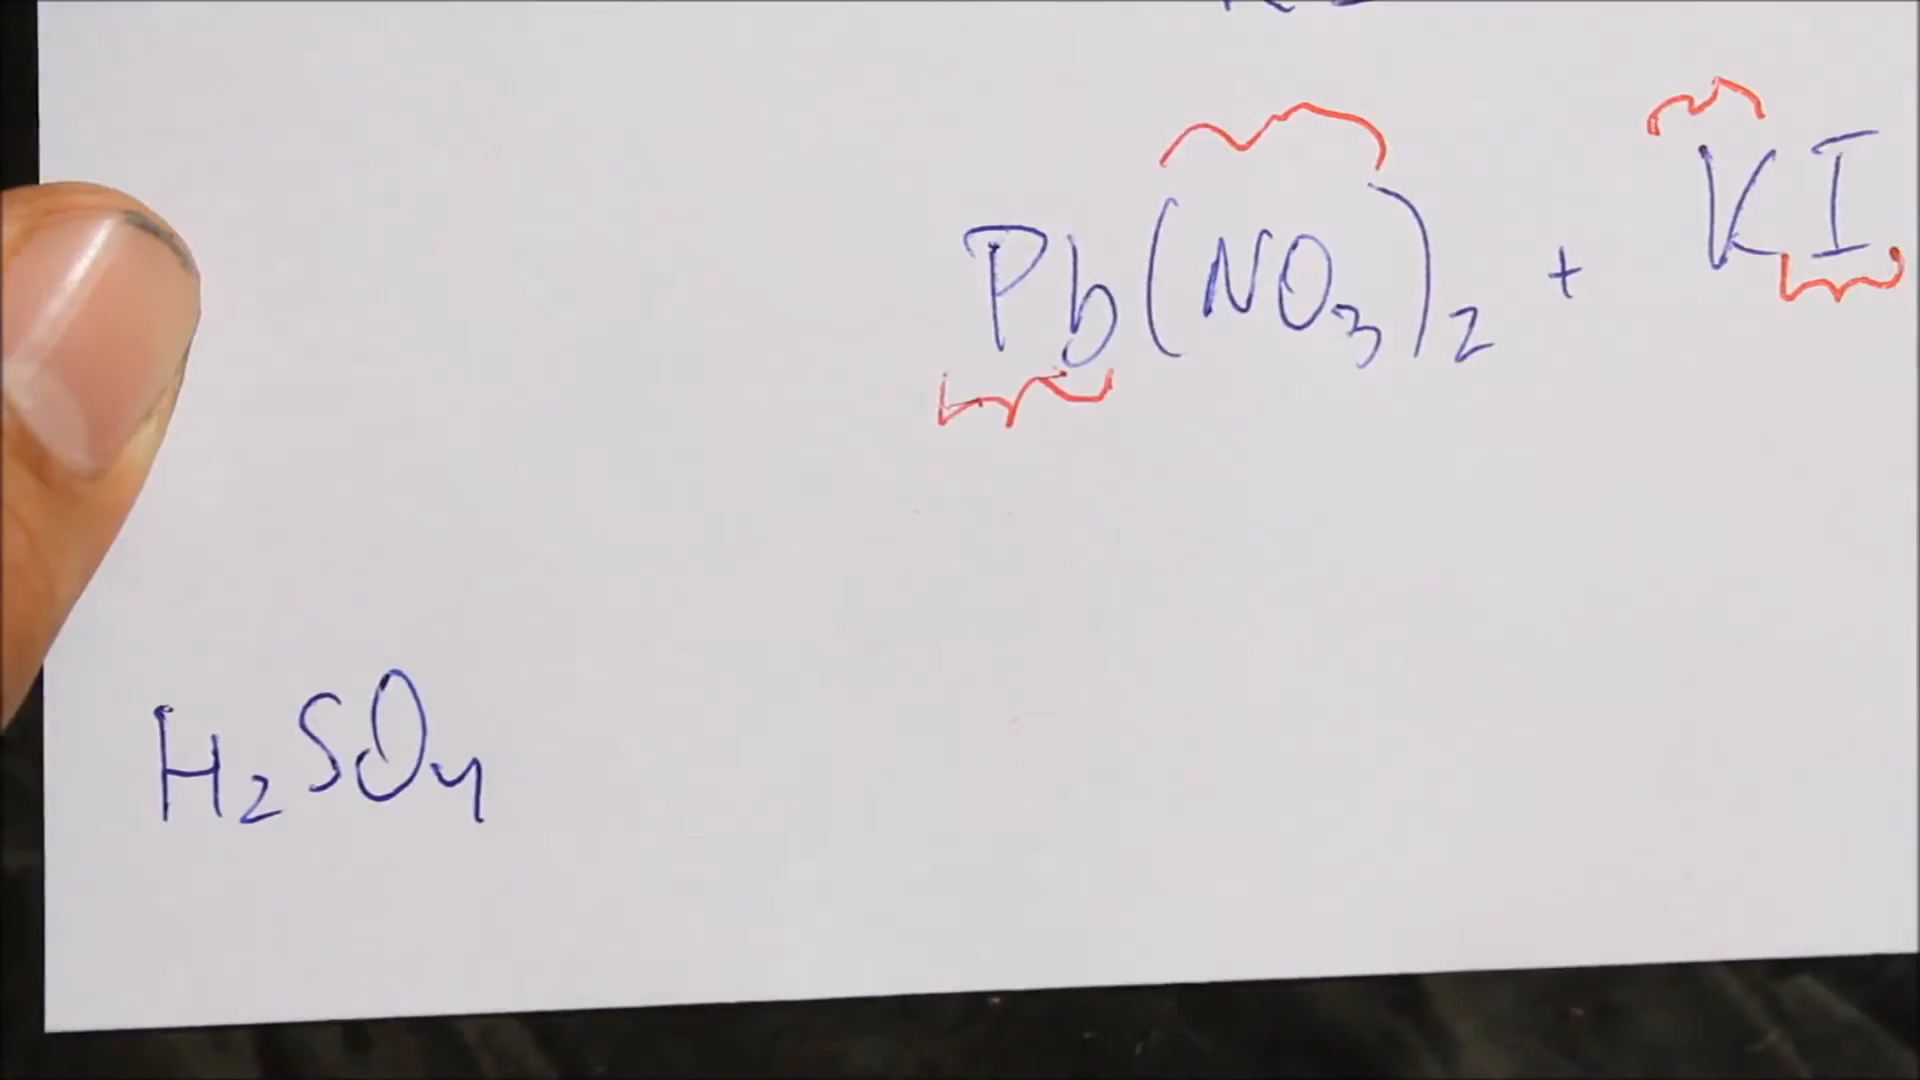 Pb(NO₃)₂ + KI
H₂SO₄